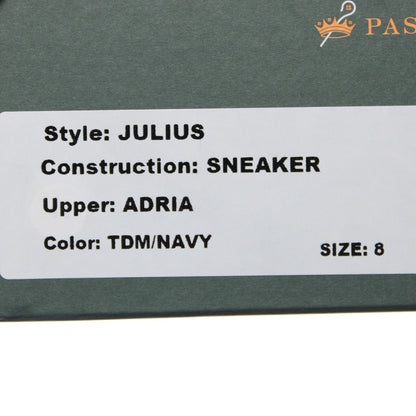 PAS
Style: JULIUS
Construction: SNEAKER
Upper: ADRIA
Color: TDM/NAVY
SIZE: 8